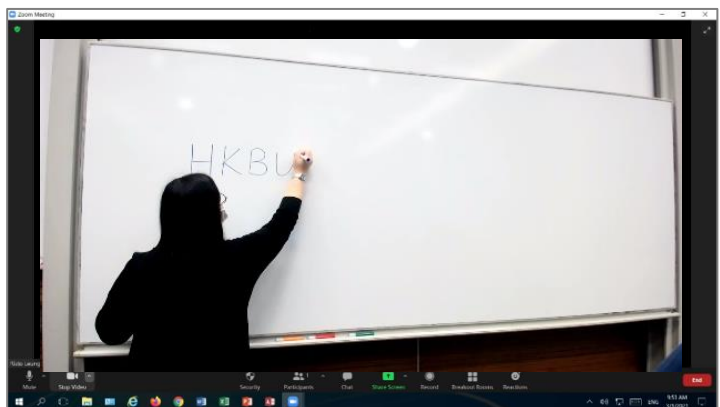 Zoom Meeting
HKBU
Mute
Stop Video
Security
Participants
Chat
Share Screen
Record
Breakout Rooms
Reactions
End
ENG
9:51 AM